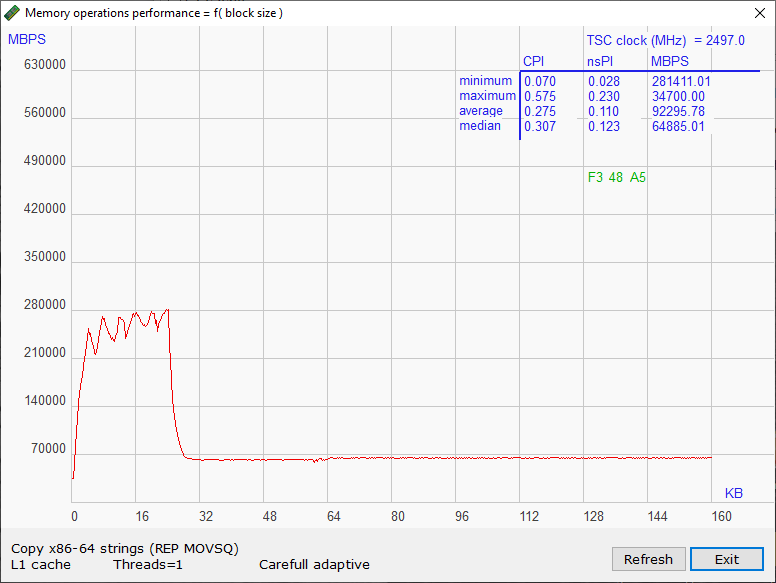 Memory operations performance = f( block size )
MBPS
TSC clock (MHz) = 2497.0
CPI nsPI MBPS
minimum 0.070 0.028 281411.01
maximum 0.575 0.230 34700.00
average 0.275 0.110 92295.78
median 0.307 0.123 64885.01
F3 48 A5
630000
560000
490000
420000
350000
280000
210000
140000
70000
KB
0 16 32 48 64 80 96 112 128 144 160
Copy x86-64 strings (REP MOVSQ)
L1 cache Threads=1 Carefull adaptive
Refresh Exit